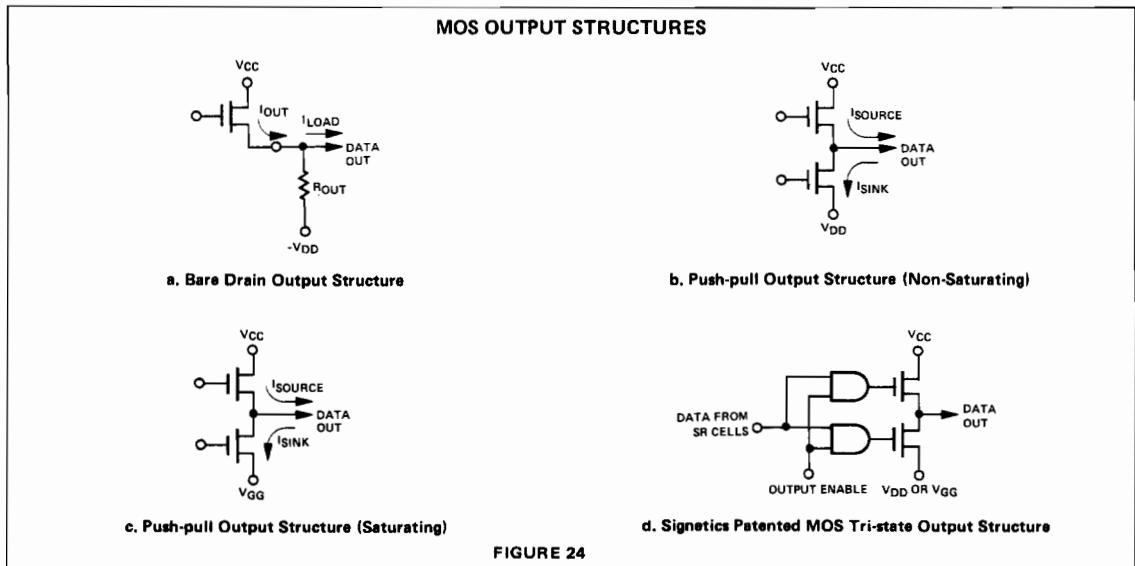 MOS OUTPUT STRUCTURES
VCC
IOUT
ILOAD
DATA
OUT
ROUT
-VDD
a. Bare Drain Output Structure
VCC
ISOURCE
DATA
OUT
ISINK
VDD
b. Push-pull Output Structure (Non-Saturating)
VCC
ISOURCE
DATA
OUT
ISINK
VGG
c. Push-pull Output Structure (Saturating)
VCC
DATA FROM
SR CELLS
DATA
OUT
OUTPUT ENABLE
VDD OR VGG
d. Signetics Patented MOS Tri-state Output Structure
FIGURE 24